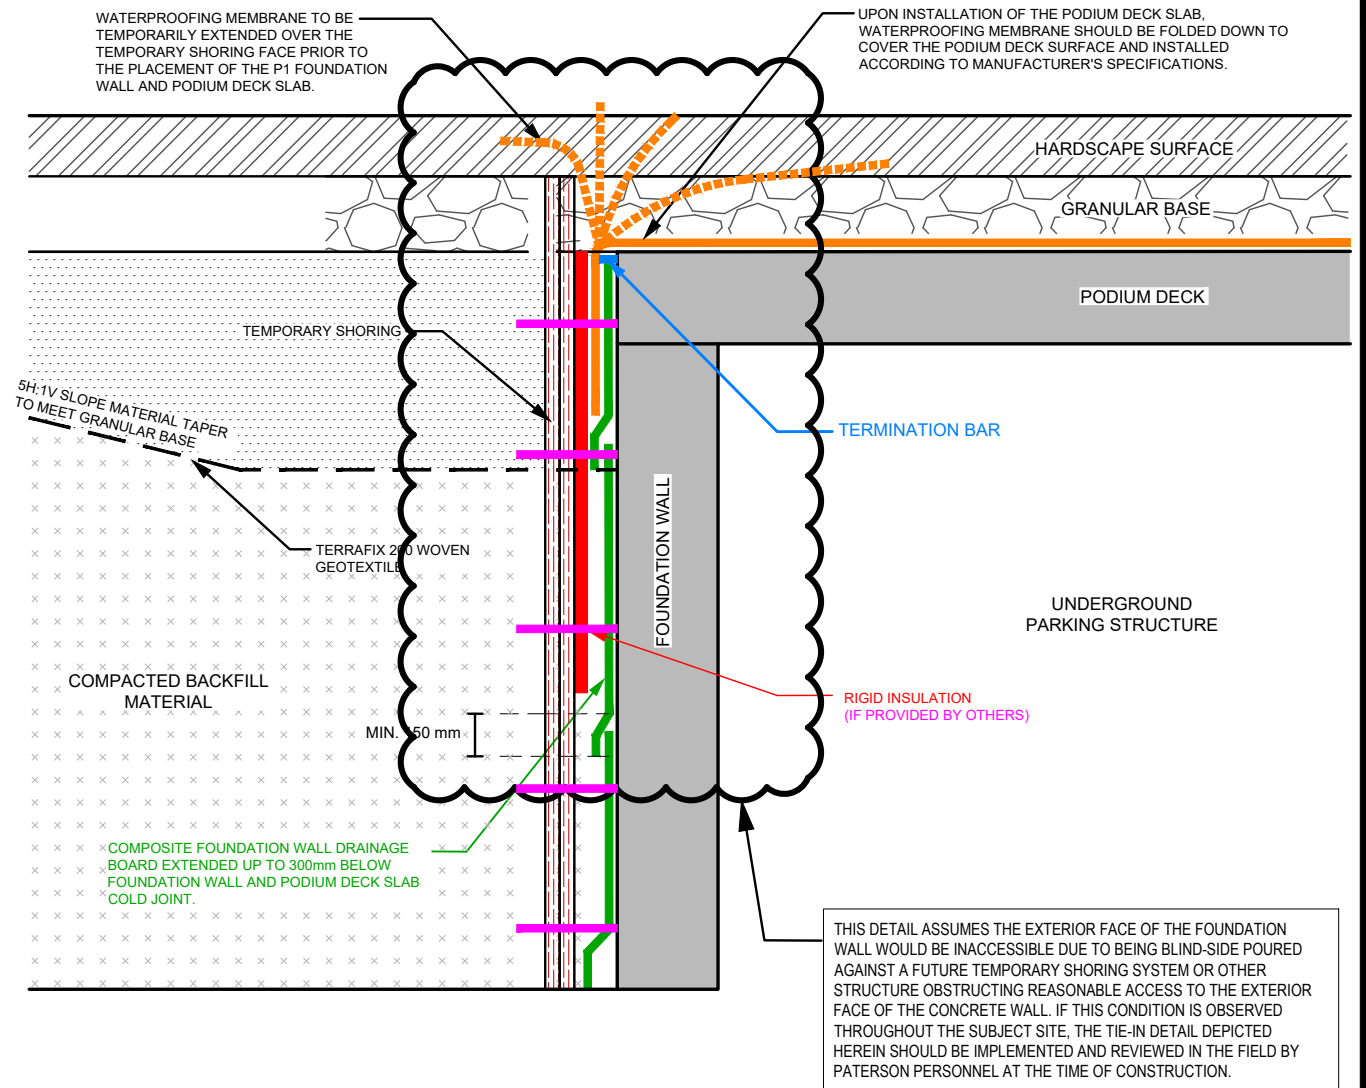 WATERPROOFING MEMBRANE TO BE
TEMPORARILY EXTENDED OVER THE
TEMPORARY SHORING FACE PRIOR TO
THE PLACEMENT OF THE P1 FOUNDATION
WALL AND PODIUM DECK SLAB.
UPON INSTALLATION OF THE PODIUM DECK SLAB,
WATERPROOFING MEMBRANE SHOULD BE FOLDED DOWN TO
COVER THE PODIUM DECK SURFACE AND INSTALLED
ACCORDING TO MANUFACTURER'S SPECIFICATIONS.
HARDSCAPE SURFACE
GRANULAR BASE
PODIUM DECK
TEMPORARY SHORING
5H:1V SLOPE MATERIAL TAPER
TO MEET GRANULAR BASE
TERMINATION BAR
FOUNDATION WALL
TERRAFIX 200 WOVEN
GEOTEXTILE
UNDERGROUND
PARKING STRUCTURE
COMPACTED BACKFILL
MATERIAL
RIGID INSULATION
(IF PROVIDED BY OTHERS)
MIN. 50 mm
COMPOSITE FOUNDATION WALL DRAINAGE
BOARD EXTENDED UP TO 300mm BELOW
FOUNDATION WALL AND PODIUM DECK SLAB
COLD JOINT.
THIS DETAIL ASSUMES THE EXTERIOR FACE OF THE FOUNDATION
WALL WOULD BE INACCESSIBLE DUE TO BEING BLIND-SIDE POURED
AGAINST A FUTURE TEMPORARY SHORING SYSTEM OR OTHER
STRUCTURE OBSTRUCTING REASONABLE ACCESS TO THE EXTERIOR
FACE OF THE CONCRETE WALL. IF THIS CONDITION IS OBSERVED
THROUGHOUT THE SUBJECT SITE, THE TIE-IN DETAIL DEPICTED
HEREIN SHOULD BE IMPLEMENTED AND REVIEWED IN THE FIELD BY
PATERSON PERSONNEL AT THE TIME OF CONSTRUCTION.